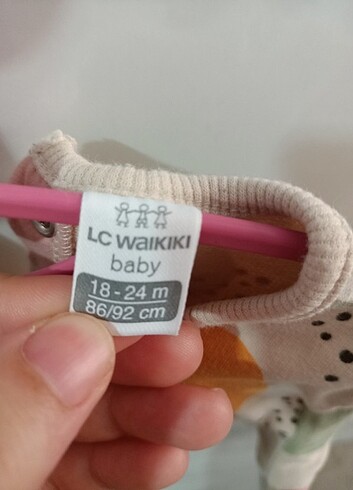 LC WAIKIKI
baby
18 - 24 m
86/92 cm